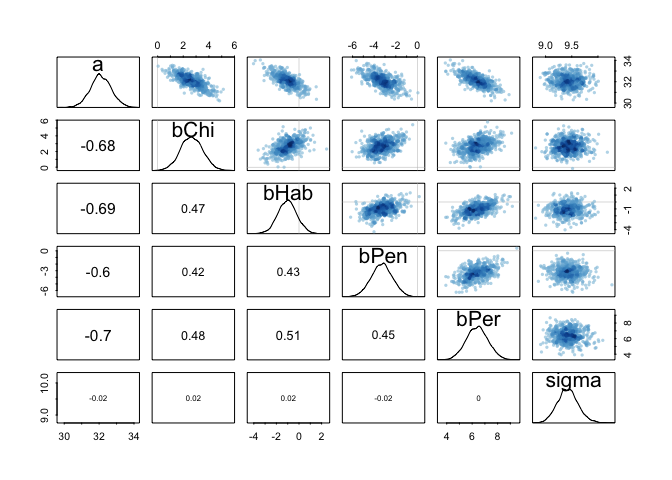 0 2 4 6 -6 -4 -2 0 9.0 9.5
a 30 31 32 33 34
-0.68 bChi 0 2 4 6
-0.69 0.47 bHab -4 -1 2
-6 -3 0 -0.6 0.42 0.43 bPen
-0.7 0.48 0.51 0.45 bPer 4 6 8
9.0 10.0 -0.02 0.02 0.02 -0.02 0 sigma
30 32 34 -4 -2 0 2 4 6 8